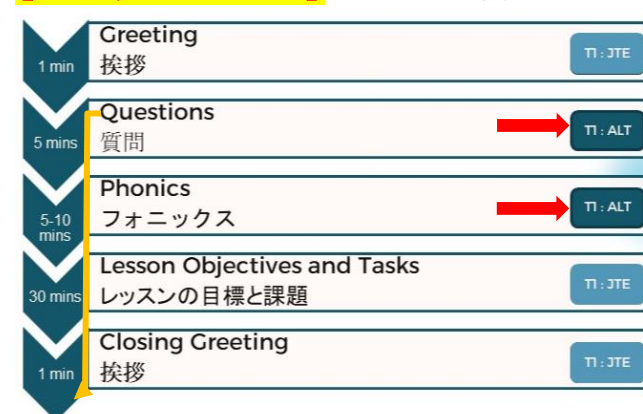 Greeting
挨拶
1 min
T1 : JTE
Questions
質問
5 mins
T1 : ALT
Phonics
フォニックス
5-10
mins
T1 : ALT
Lesson Objectives and Tasks
レッスンの目標と課題
30 mins
T1 : JTE
Closing Greeting
挨拶
1 min
T1 : JTE